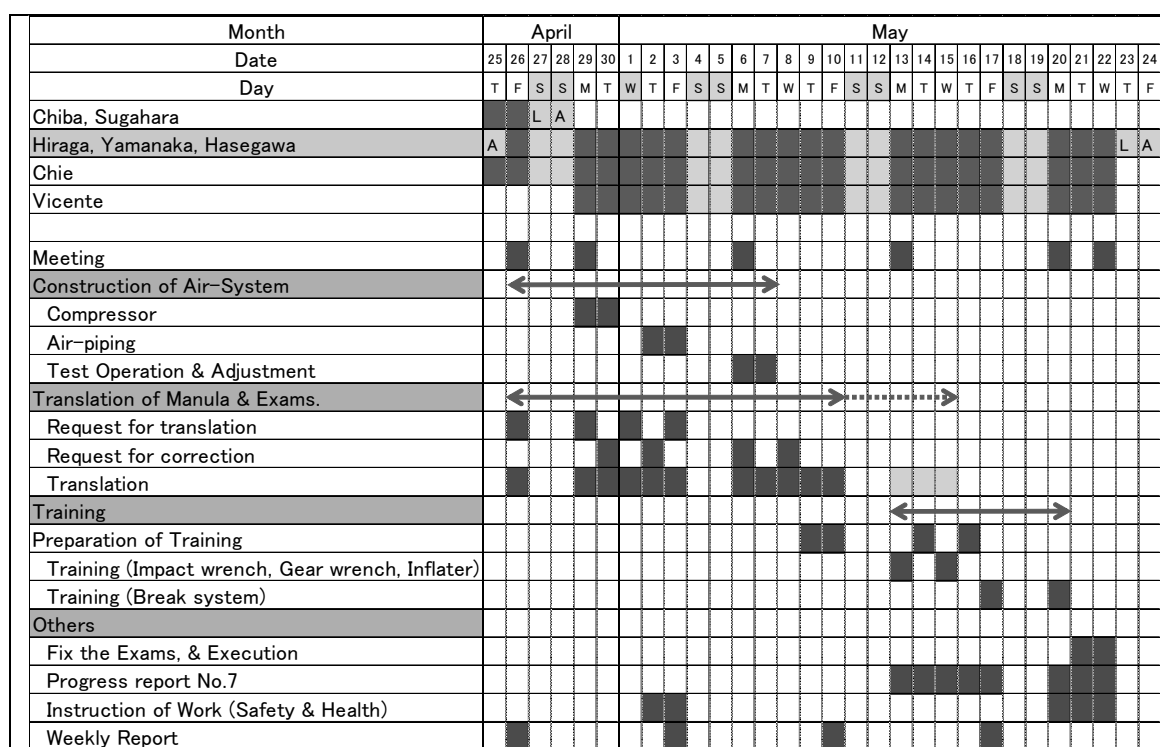 Month April May
Date 25 26 27 28 29 30 1 2 3 4 5 6 7 8 9 10 11 12 13 14 15 16 17 18 19 20 21 22 23 24
Day T F S S M T W T F S S M T W T F S S M T W T F S S M T W T F
Chiba, Sugahara L A
Hiraga, Yamanaka, Hasegawa A L A
Chie
Vicente
Meeting
Construction of Air-System
Compressor
Air-piping
Test Operation & Adjustment
Translation of Manula & Exams.
Request for translation
Request for correction
Translation
Training
Preparation of Training
Training (Impact wrench, Gear wrench, Inflater)
Training (Break system)
Others
Fix the Exams, & Execution
Progress report No.7
Instruction of Work (Safety & Health)
Weekly Report